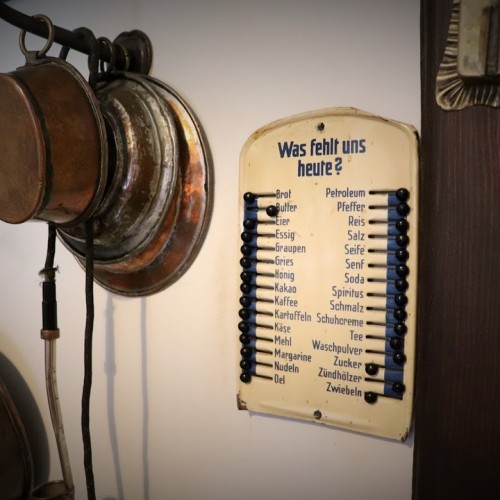 Was fehlt uns
heute?
Brot
Butter
Eier
Essig
Graupen
Gries
Honig
Kakao
Kaffee
Kartoffeln
Käse
Mehl
Margarine
Nudeln
Oel
Petroleum
Pfeffer
Reis
Salz
Seife
Senf
Soda
Spiritus
Schmalz
Schuhcreme
Tee
Waschpulver
Zucker
Zündhölzer
Zwiebeln